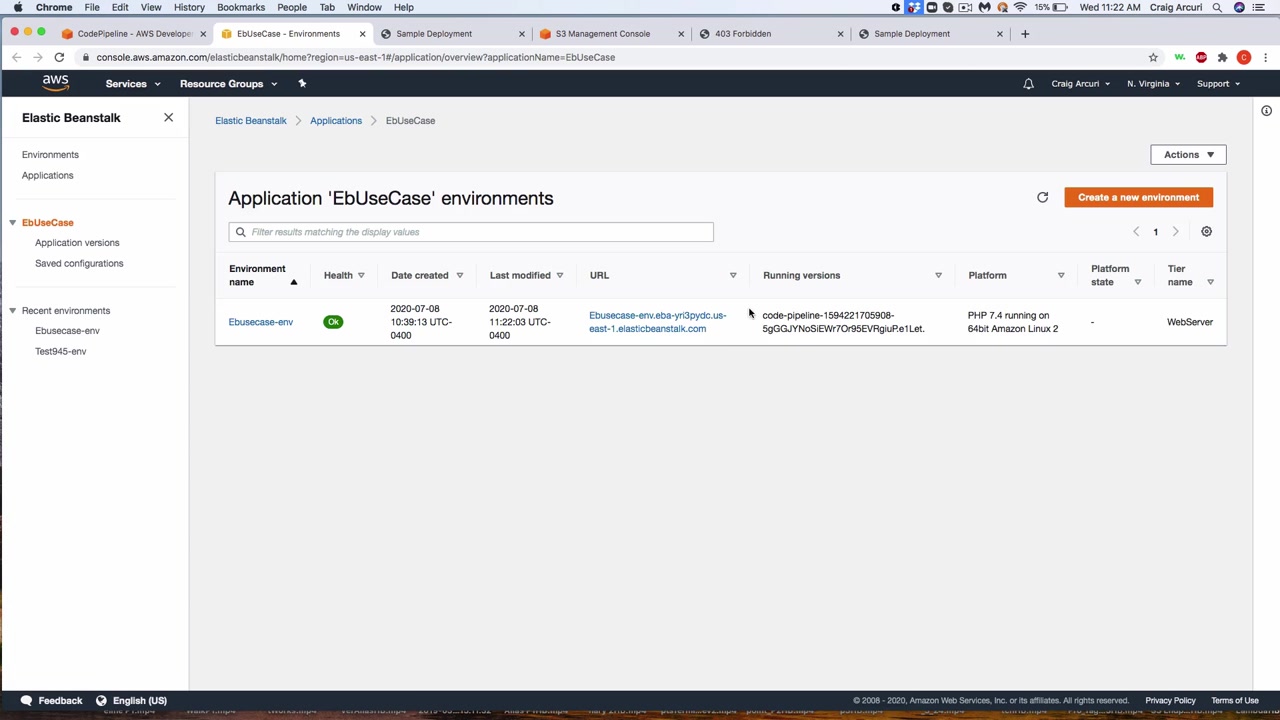 Chrome File Edit View History Bookmarks People Tab Window Help 15% Wed 11:22 AM Craig Arcuri
CodePipeline - AWS Develope EbUseCase - Environments Sample Deployment S3 Management Console 403 Forbidden Sample Deployment
console.aws.amazon.com/elasticbeanstalk/home?region=us-east-1#/application/overview?applicationName=EbUseCase
aws Services Resource Groups Craig Arcuri N. Virginia Support
Elastic Beanstalk
Environments
Applications
EbUseCase
Application versions
Saved configurations
Recent environments
Ebusecase-env
Test945-env
Elastic Beanstalk > Applications > EbUseCase
Actions
Application 'EbUseCase' environments
Create a new environment
Filter results matching the display values
1
Environment name Health Date created Last modified URL Running versions Platform Platform state Tier name
Ebusecase-env
Ok
2020-07-08
10:39:13 UTC-
0400
2020-07-08
11:22:03 UTC-
0400
Ebusecase-env.eba-yri3pydc.us-
east-1.elasticbeanstalk.com
code-pipeline-1594221705908-
5gGGJYNoSiEWr7Or95EVRgiuP.e1Let.
PHP 7.4 running on
64bit Amazon Linux 2
-
WebServer
Feedback English (US) © 2008 - 2020, Amazon Web Services, Inc. or its affiliates. All rights reserved. Privacy Policy Terms of Use